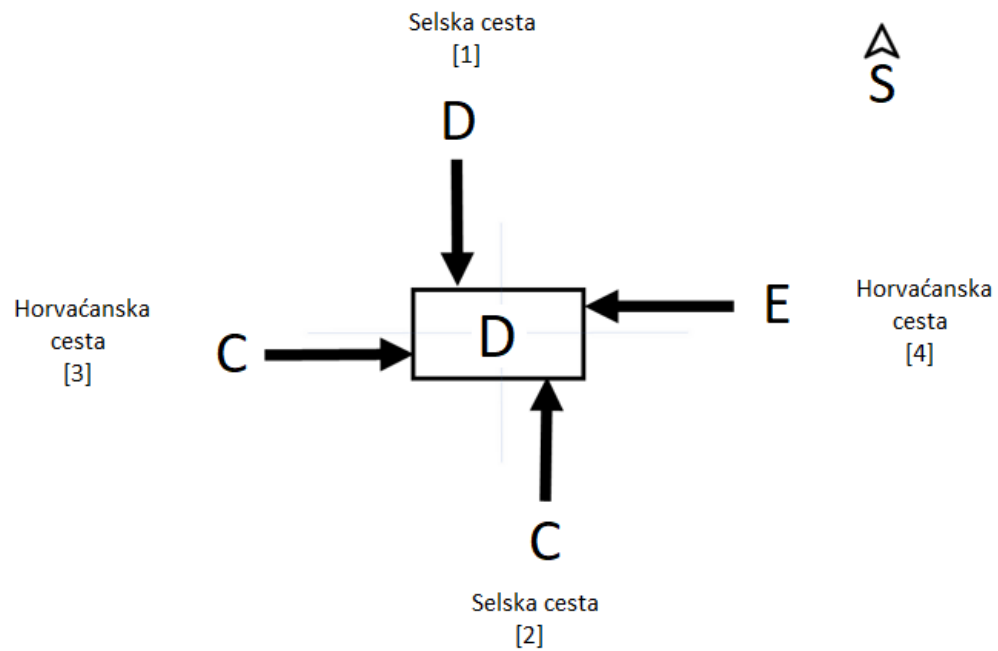 Selska cesta
[1]
S
D
Horvaćanska
cesta
[3]
C
D
E
Horvaćanska
cesta
[4]
C
Selska cesta
[2]